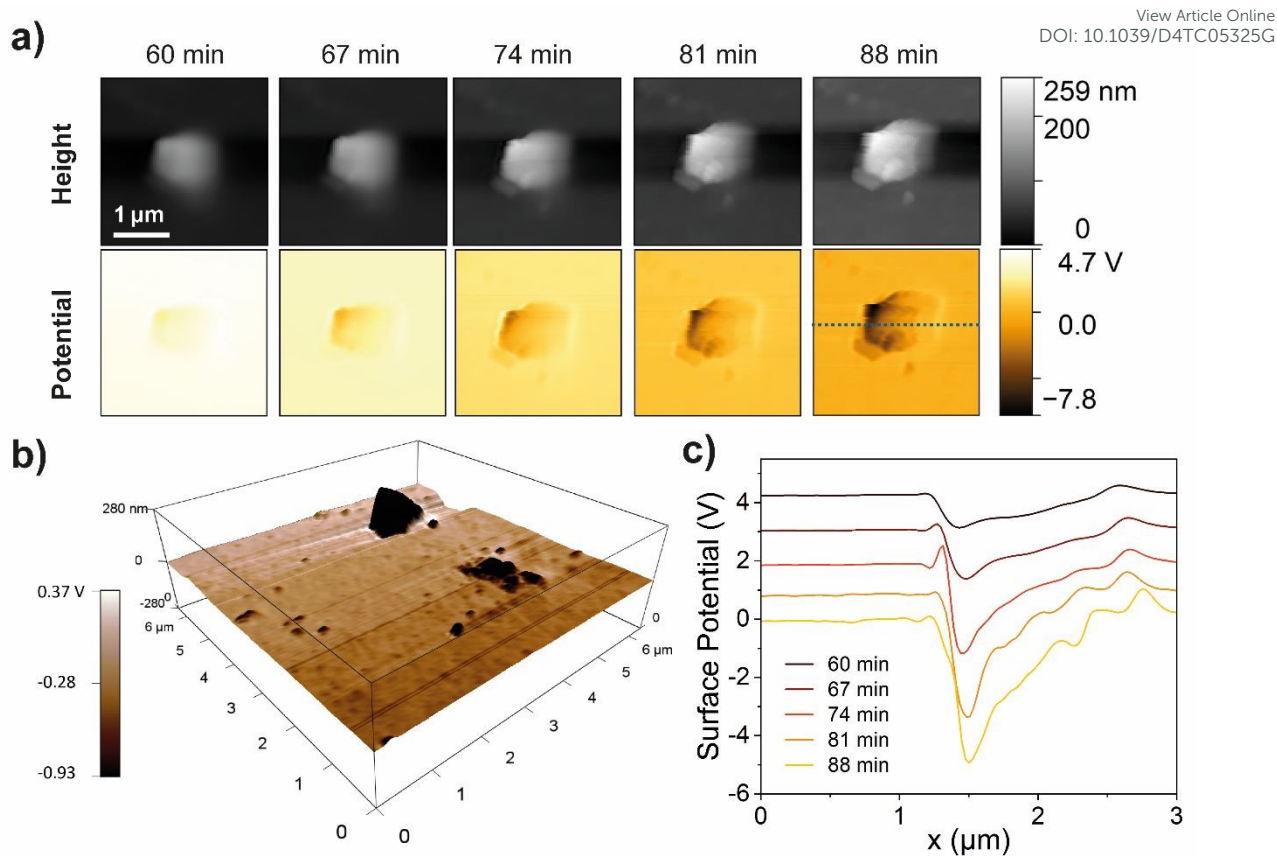 View Article Online
DOI: 10.1039/D4TC05325G
a)
60 min 67 min 74 min 81 min 88 min
Height
1 µm
259 nm
200
0
Potential
4.7 V
0.0
−7.8
b)
280 nm
0
-280
0.37 V
-0.28
-0.93
0
6 µm
5
4
3
2
1
0
0
1
2
3
4
5
6 µm
0
c)
Surface Potential (V)
4
2
0
-2
-4
-6
60 min
67 min
74 min
81 min
88 min
0 1 2 3
x (µm)